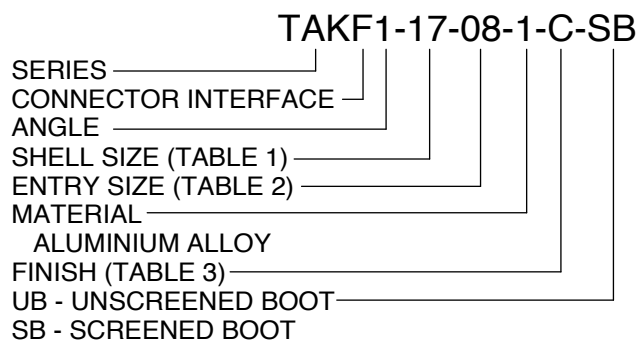 TAKF1-17-08-1-C-SB
SERIES
CONNECTOR INTERFACE
ANGLE
SHELL SIZE (TABLE 1)
ENTRY SIZE (TABLE 2)
MATERIAL
ALUMINIUM ALLOY
FINISH (TABLE 3)
UB - UNSCREENED BOOT
SB - SCREENED BOOT